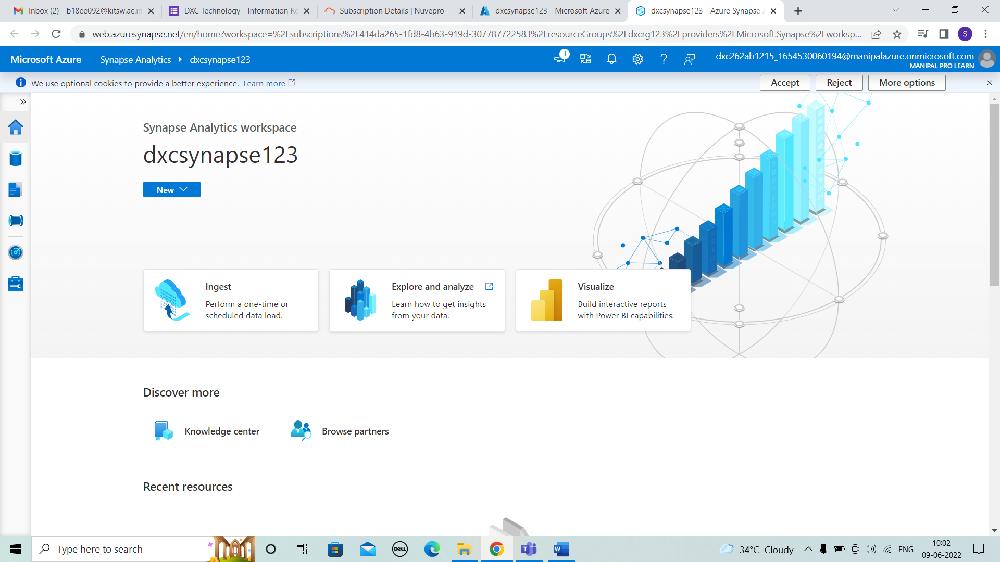 Inbox (2) - b18ee092@kitsw.ac.in
DXC Technology - Information Re
Subscription Details | Nuvepro
dxcsynapse123 - Microsoft Azure
dxcsynapse123 - Azure Synapse A
web.azuresynapse.net/en/home?workspace=%2Fsubscriptions%2F414da265-1fd8-4b63-919d-307787722583%2FresourceGroups%2Fdxcrg123%2Fproviders%2FMicrosoft.Synapse%2Fworksp...
S
Microsoft Azure
Synapse Analytics
dxcsynapse123
1
dxc262ab1215_1654530060194@manipalazure.onmicrosoft.com
MANIPAL PRO LEARN
We use optional cookies to provide a better experience. Learn more
Accept
Reject
More options
Synapse Analytics workspace
dxcsynapse123
New
Ingest
Perform a one-time or
scheduled data load.
Explore and analyze
Learn how to get insights
from your data.
Visualize
Build interactive reports
with Power BI capabilities.
Discover more
Knowledge center
Browse partners
Recent resources
Type here to search
DELL
W
34°C Cloudy
ENG
10:02
09-06-2022